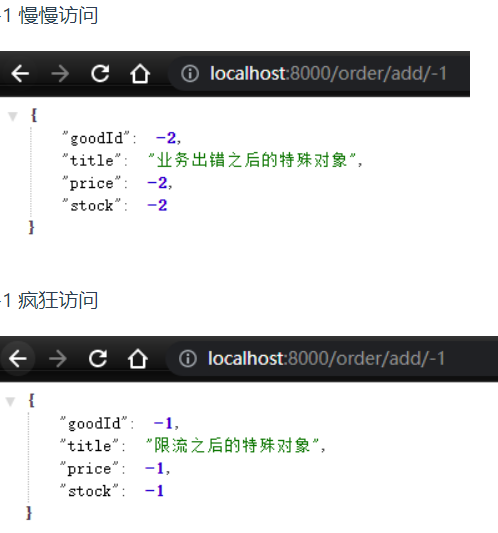 -1 慢慢访问
localhost:8000/order/add/-1
{
"goodId": -2,
"title": "业务出错之后的特殊对象",
"price": -2,
"stock": -2
}
-1 疯狂访问
localhost:8000/order/add/-1
{
"goodId": -1,
"title": "限流之后的特殊对象",
"price": -1,
"stock": -1
}